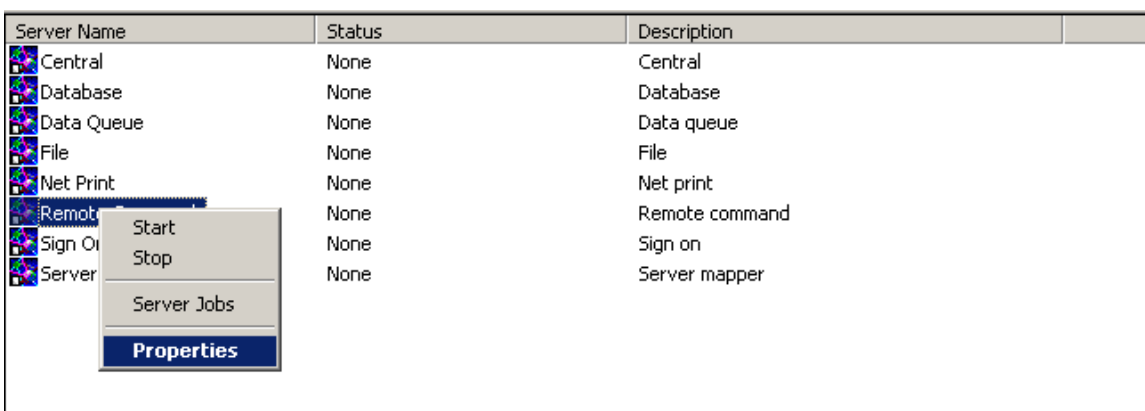 Server Name Status Description
Central None Central
Database None Database
Data Queue None Data queue
File None File
Net Print None Net print
Remote None Remote command
Start
Sign None Sign on
Stop
Server None Server mapper
Server Jobs
Properties